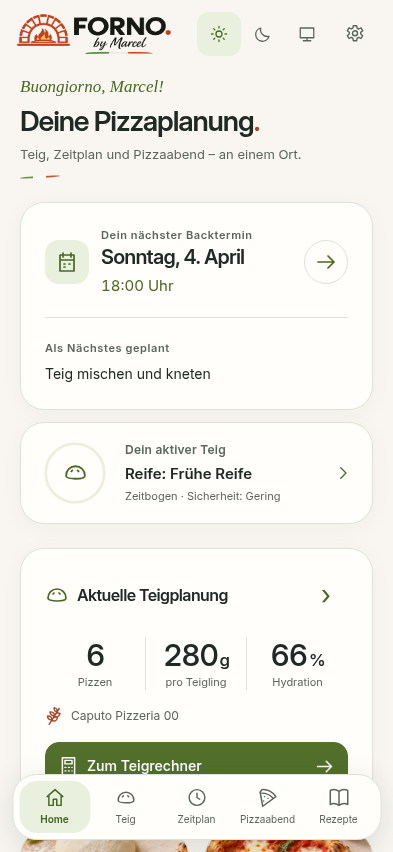 FORNO.
by Marcel
Buongiorno, Marcel!
Deine Pizzaplanung.
Teig, Zeitplan und Pizzaabend – an einem Ort.
Dein nächster Backtermin
Sonntag, 4. April
18:00 Uhr
Als Nächstes geplant
Teig mischen und kneten
Dein aktiver Teig
Reife: Frühe Reife
Zeitbogen · Sicherheit: Gering
Aktuelle Teigplanung
6 280g 66%
Pizzen pro Teigling Hydration
Caputo Pizzeria 00
Zum Teigrechner
Home Teig Zeitplan Pizzaabend Rezepte